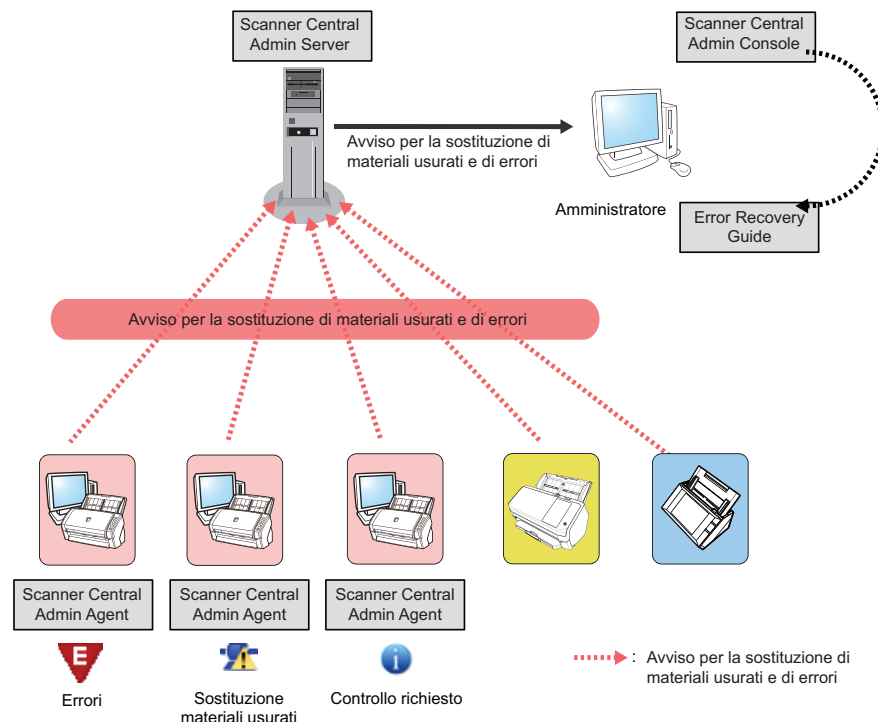 Scanner Central
Admin Server
Scanner Central
Admin Console
Avviso per la sostituzione di
materiali usurati e di errori
Amministratore
Error Recovery
Guide
Avviso per la sostituzione di materiali usurati e di errori
Scanner Central
Admin Agent
Scanner Central
Admin Agent
Scanner Central
Admin Agent
E
Errori
Sostituzione
materiali usurati
i
Controllo richiesto
: Avviso per la sostituzione di
materiali usurati e di errori